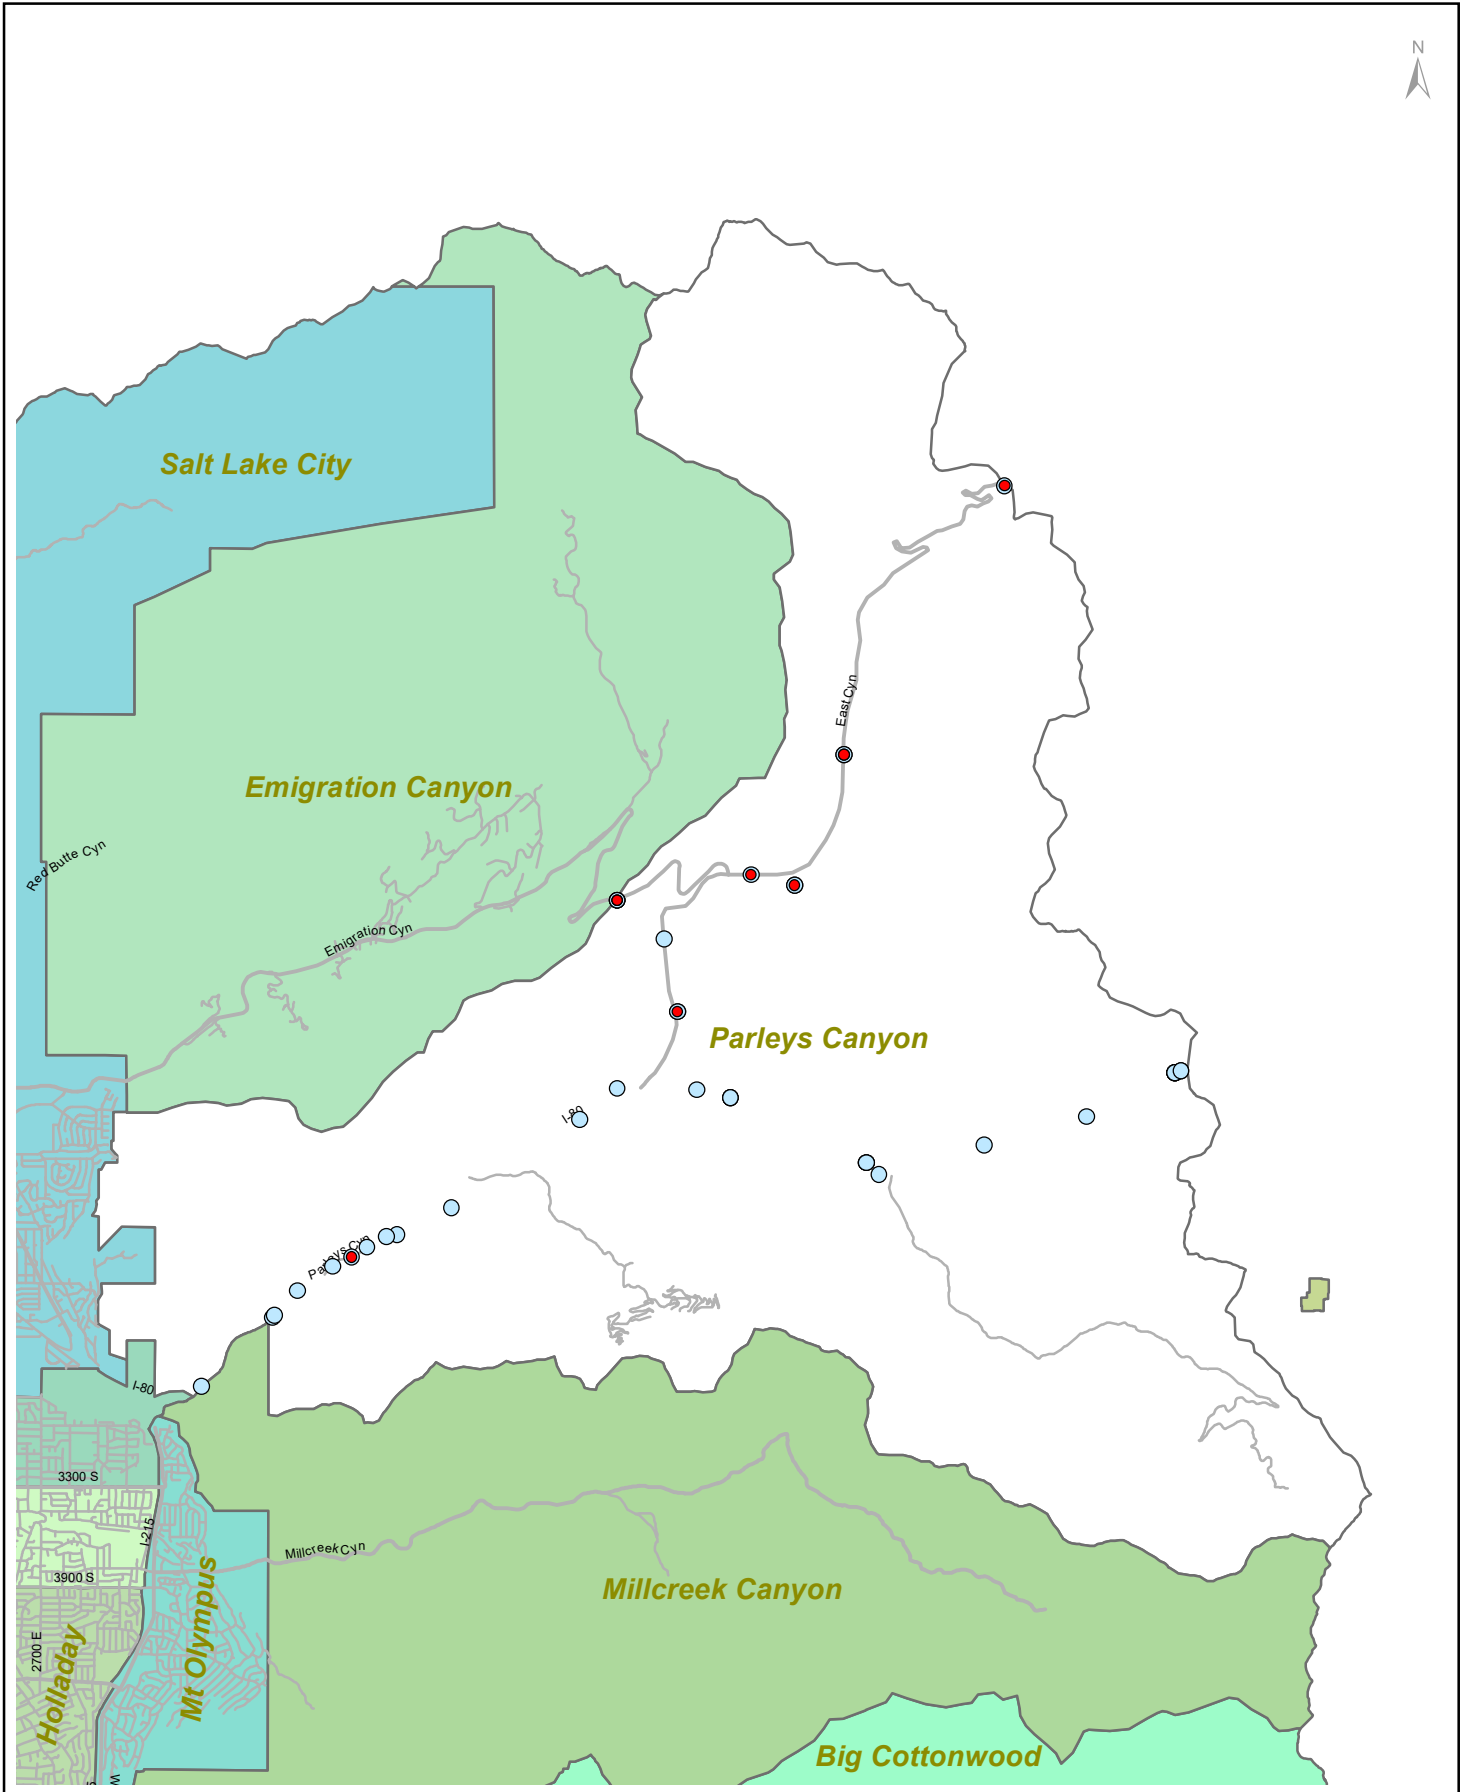 N
Salt Lake City
East Cyn
Emigration Canyon
Red Butte Cyn
Emigration Cyn
Parleys Canyon
I-80
Parleys Cyn
I-80
3300 S
I-215
Millcreek Cyn
3900 S
Millcreek Canyon
Mt Olympus
2700 E
Holladay
Big Cottonwood
W
S